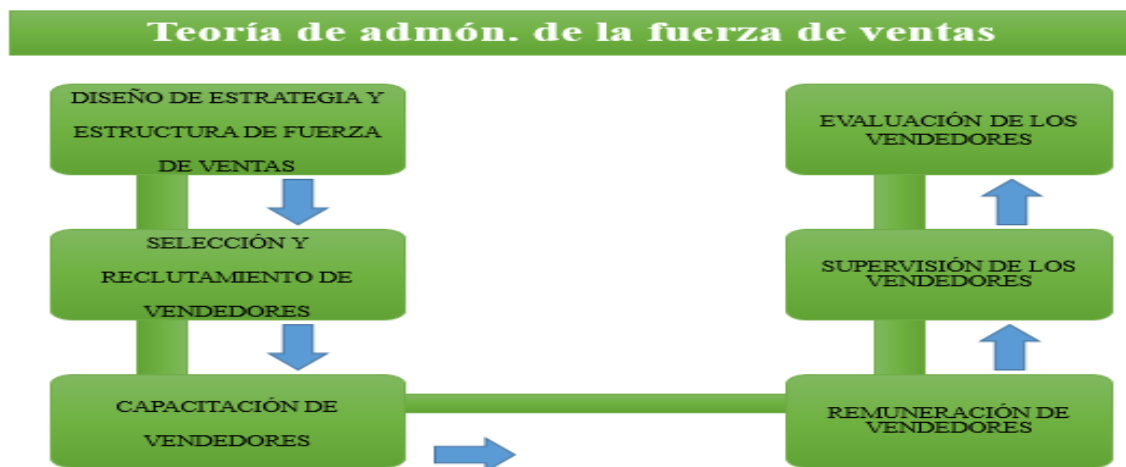 Teoría de admón. de la fuerza de ventas
DISEÑO DE ESTRATEGIA Y
ESTRUCTURA DE FUERZA
DE VENTAS
SELECCIÓN Y
RECLUTAMIENTO DE
VENDEDORES
CAPACITACIÓN DE
VENDEDORES
REMUNERACIÓN DE
VENDEDORES
SUPERVISIÓN DE LOS
VENDEDORES
EVALUACIÓN DE LOS
VENDEDORES